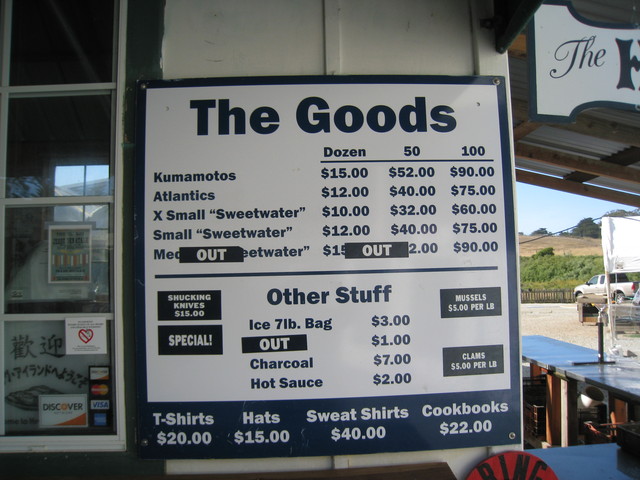 The
The Goods
Dozen 50 100
Kumamotos $15.00 $52.00 $90.00
Atlantics $12.00 $40.00 $75.00
X Small “Sweetwater” $10.00 $32.00 $60.00
Small “Sweetwater” $12.00 $40.00 $75.00
Med OUT eetwater” $15 OUT 2.00 $90.00
SHUCKING
KNIVES
$15.00
SPECIAL!
Other Stuff
Ice 7lb. Bag $3.00
OUT $1.00
Charcoal $7.00
Hot Sauce $2.00
MUSSELS
$5.00 PER LB
CLAMS
$5.00 PER LB
T-Shirts Hats Sweat Shirts Cookbooks
$20.00 $15.00 $40.00 $22.00
歡迎
DISCOVER
VISA